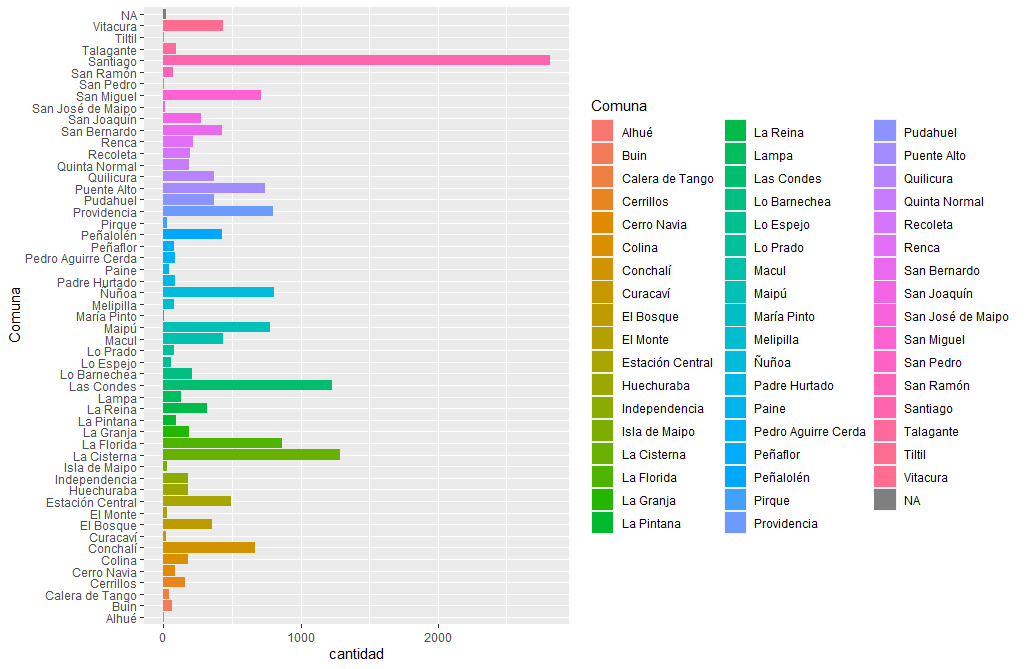 Comuna
NA
Vitacura
Tiltil
Talagante
Santiago
San Ramón
San Pedro
San Miguel
San José de Maipo
San Joaquín
San Bernardo
Renca
Recoleta
Quinta Normal
Quilicura
Puente Alto
Pudahuel
Providencia
Pirque
Peñalolén
Peñaflor
Pedro Aguirre Cerda
Paine
Padre Hurtado
Ñuñoa
Melipilla
María Pinto
Maipú
Macul
Lo Prado
Lo Espejo
Lo Barnechea
Las Condes
Lampa
La Reina
La Pintana
La Granja
La Florida
La Cisterna
Isla de Maipo
Independencia
Huechuraba
Estación Central
El Monte
El Bosque
Curacaví
Conchalí
Colina
Cerro Navia
Cerrillos
Calera de Tango
Buin
Alhué
0 1000 2000
cantidad
Comuna
Alhué
Buin
Calera de Tango
Cerrillos
Cerro Navia
Colina
Conchalí
Curacaví
El Bosque
El Monte
Estación Central
Huechuraba
Independencia
Isla de Maipo
La Cisterna
La Florida
La Granja
La Pintana
La Reina
Lampa
Las Condes
Lo Barnechea
Lo Espejo
Lo Prado
Macul
Maipú
María Pinto
Melipilla
Ñuñoa
Padre Hurtado
Paine
Pedro Aguirre Cerda
Peñaflor
Peñalolén
Pirque
Providencia
Pudahuel
Puente Alto
Quilicura
Quinta Normal
Recoleta
Renca
San Bernardo
San Joaquín
San José de Maipo
San Miguel
San Pedro
San Ramón
Santiago
Talagante
Tiltil
Vitacura
NA